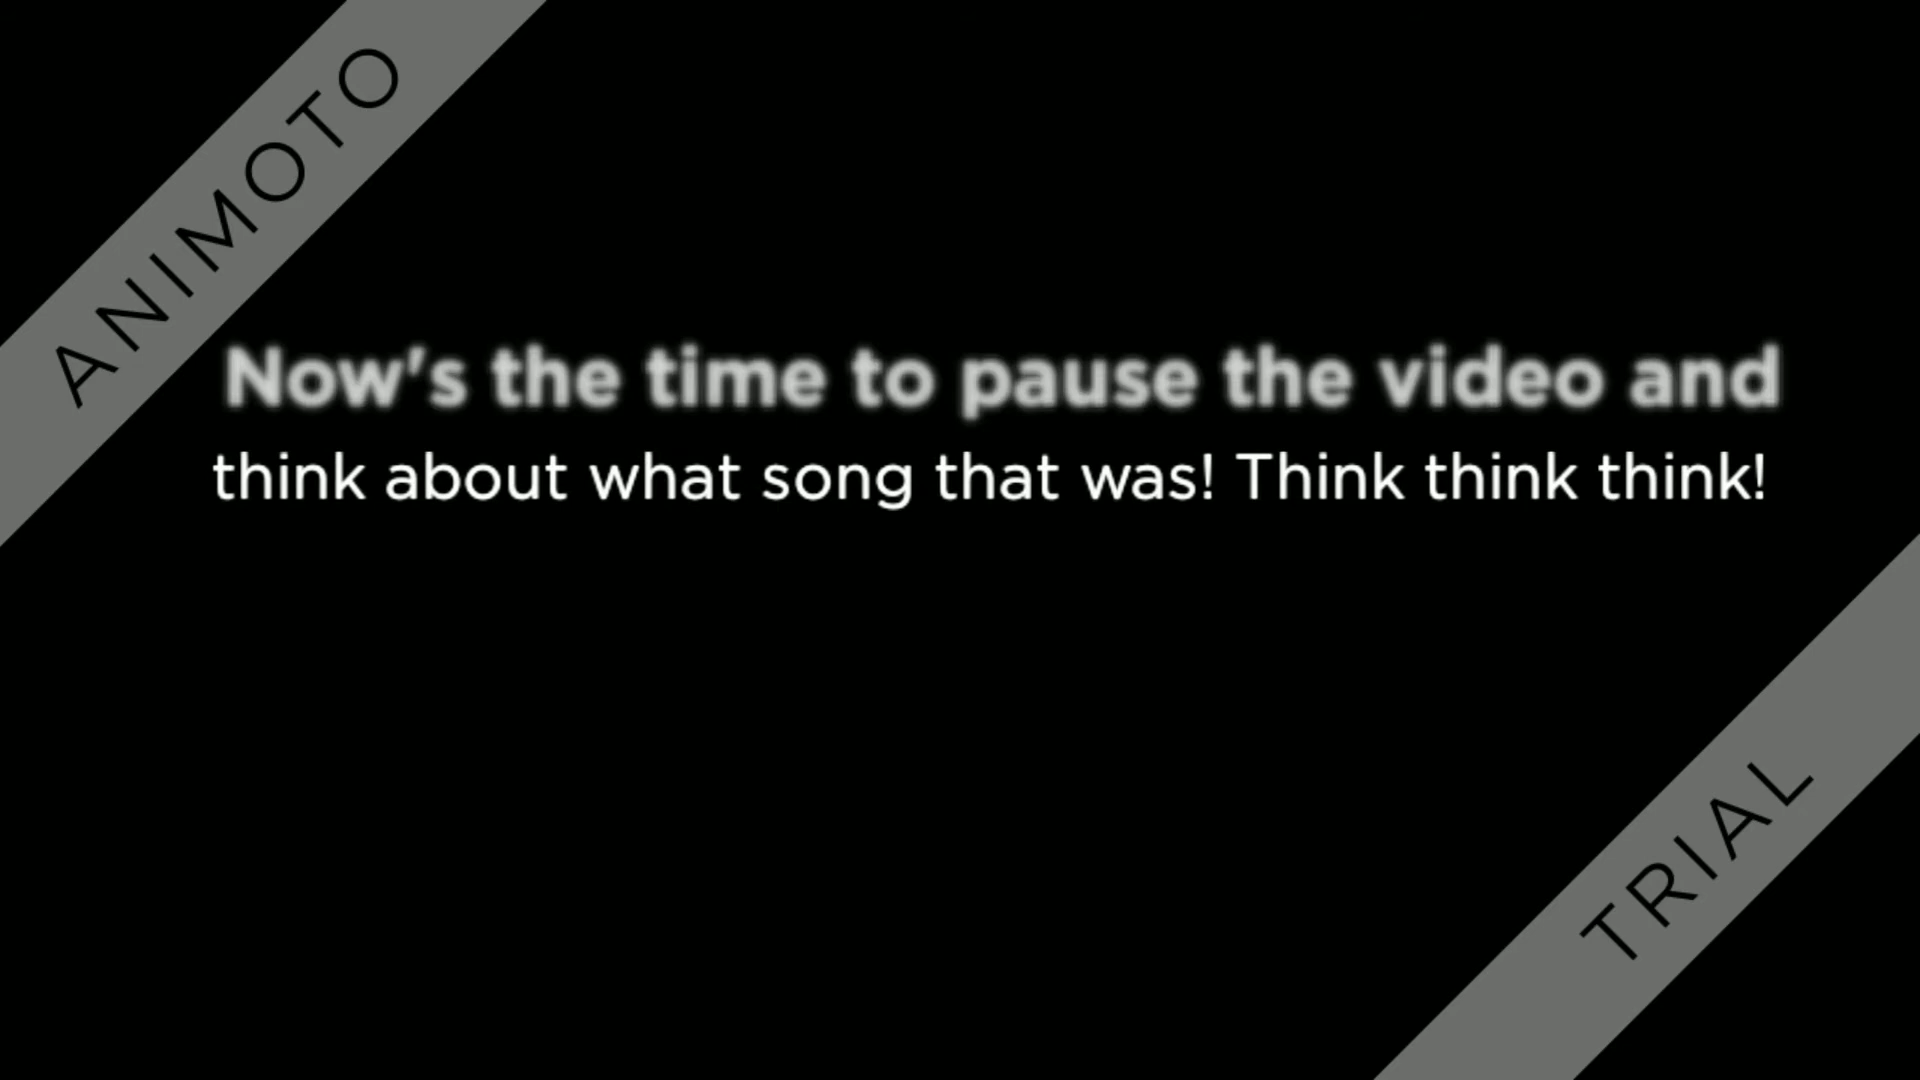 ANIMOTO
Now's the time to pause the video and
think about what song that was! Think think think!
TRIAL